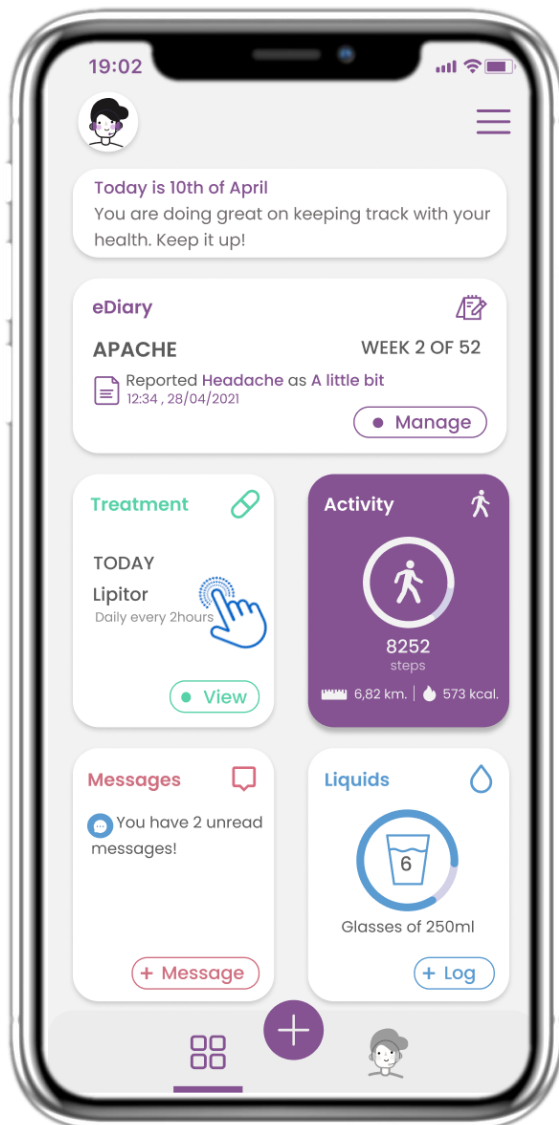 19:02
Today is 10th of April
You are doing great on keeping track with your
health. Keep it up!
eDiary
APACHE
WEEK 2 OF 52
Reported Headache as A little bit
12:34 , 28/04/2021
Manage
Treatment
TODAY
Lipitor
Daily every 2hours
View
Activity
8252
steps
6,82 km.
573 kcal.
Messages
You have 2 unread
messages!
+ Message
Liquids
6
Glasses of 250ml
+ Log